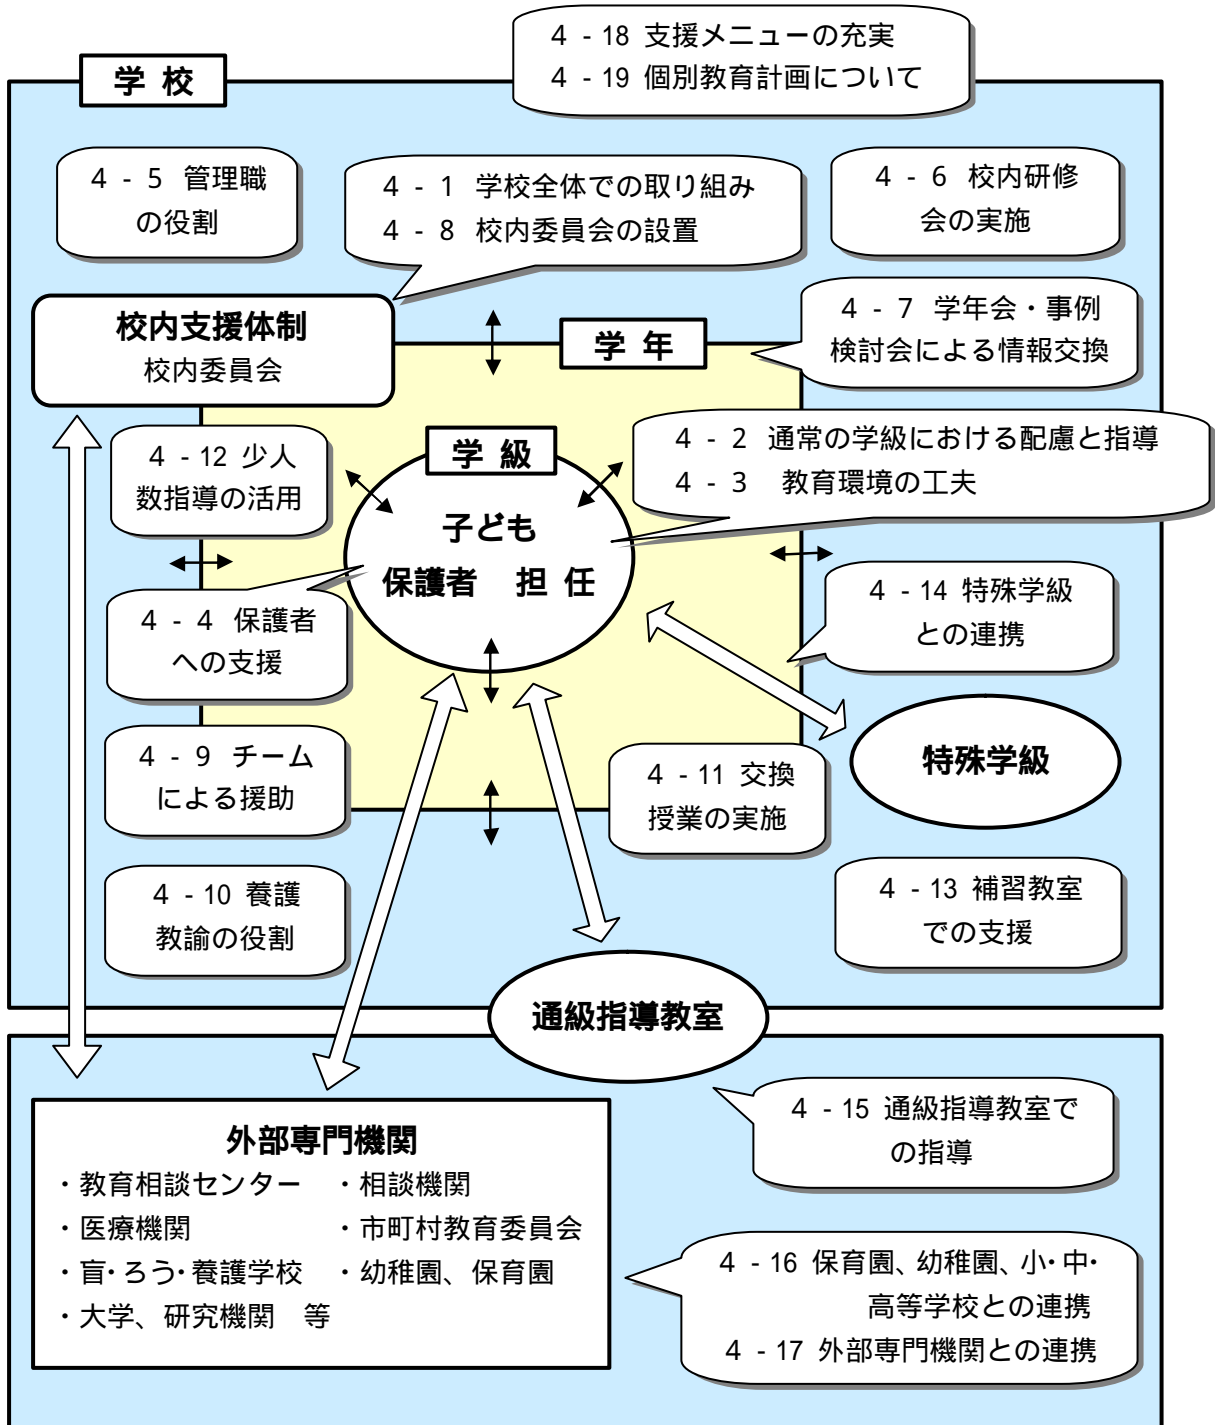 4 - 18 支援メニューの充実
4 - 19 個別教育計画について
学 校
4 - 5 管理職
の役割
4 - 1 学校全体での取り組み
4 - 8 校内委員会の設置
4 - 6 校内研修
会の実施
校内支援体制
校内委員会
学 年
4 - 7 学年会・事例
検討会による情報交換
学 級
4 - 2 通常の学級における配慮と指導
4 - 3 教育環境の工夫
4 - 12 少人
数指導の活用
子ども
保護者 担 任
4 - 4 保護者
への支援
4 - 14 特殊学級
との連携
4 - 9 チーム
による援助
4 - 11 交換
授業の実施
特殊学級
4 - 10 養護
教諭の役割
4 - 13 補習教室
での支援
通級指導教室
4 - 15 通級指導教室で
の指導
外部専門機関
・教育相談センター ・相談機関
・医療機関 ・市町村教育委員会
・盲・ろう・養護学校 ・幼稚園、保育園
・大学、研究機関 等
4 - 16 保育園、幼稚園、小・中・
高等学校との連携
4 - 17 外部専門機関との連携